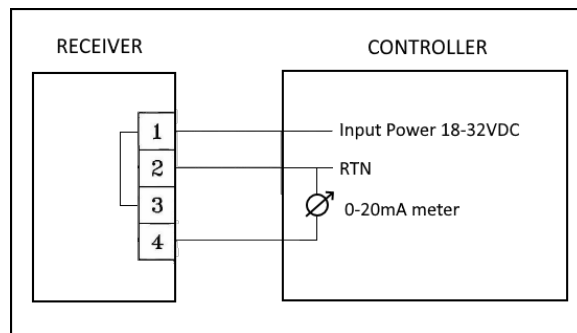 RECEIVER
CONTROLLER
1
Input Power 18-32VDC
2
RTN
3
0-20mA meter
4